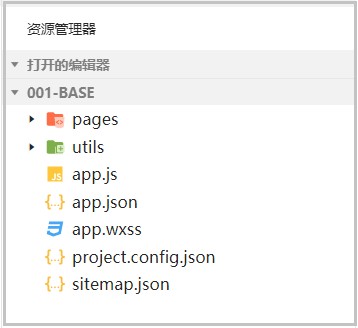 资源管理器
打开的编辑器
001-BASE
pages
utils
app.js
app.json
app.wxss
project.config.json
sitemap.json